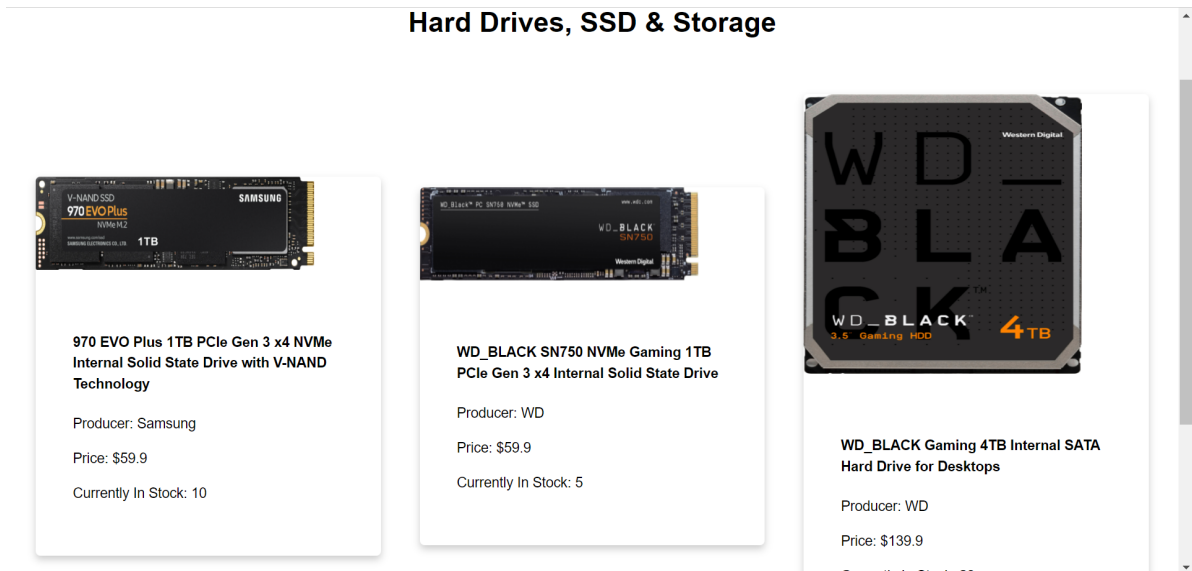 Hard Drives, SSD & Storage
V-NAND SSD
970 EVO Plus
NVMe M.2
SAMSUNG
SAMSUNG ELECTRONICS CO., LTD.
1TB
970 EVO Plus 1TB PCIe Gen 3 x4 NVMe
Internal Solid State Drive with V-NAND
Technology
Producer: Samsung
Price: $59.9
Currently In Stock: 10
WD_Black™ PC SN750 NVMe™ SSD
www.wdc.com
WD_BLACK
SN750
Western Digital
WD_BLACK SN750 NVMe Gaming 1TB
PCIe Gen 3 x4 Internal Solid State Drive
Producer: WD
Price: $59.9
Currently In Stock: 5
Western Digital
WD_
BLA
CK™
WD_BLACK™
3.5" Gaming HDD
4TB
WD_BLACK Gaming 4TB Internal SATA
Hard Drive for Desktops
Producer: WD
Price: $139.9